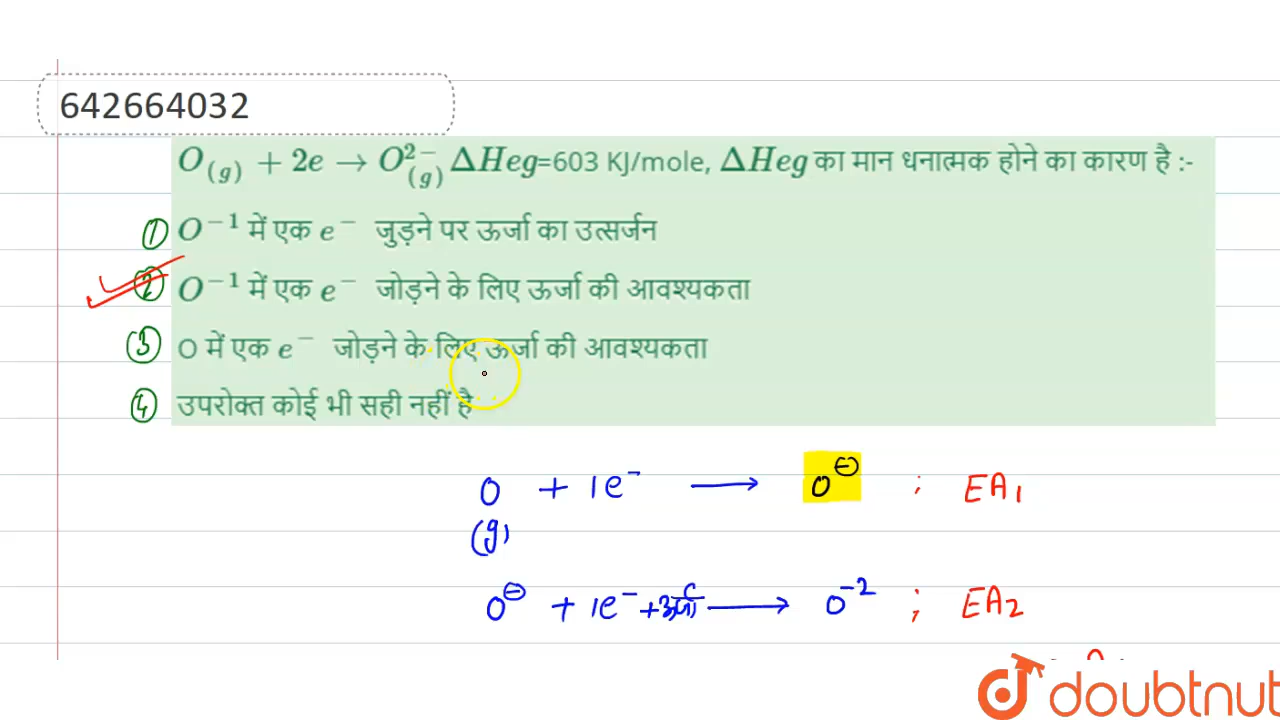 642664032
O(g) + 2e → O²⁻(g) ΔHeg=603 KJ/mole, ΔHeg का मान धनात्मक होने का कारण है :-
① O⁻¹ में एक e⁻ जुड़ने पर ऊर्जा का उत्सर्जन
② O⁻¹ में एक e⁻ जोड़ने के लिए ऊर्जा की आवश्यकता
③ O में एक e⁻ जोड़ने के लिए ऊर्जा की आवश्यकता
④ उपरोक्त कोई भी सही नहीं है
O + 1e⁻ → O⊖ ; EA₁
(g)
O⊖ + 1e⁻ + ऊर्जा → O⁻² ; EA₂
doubtnut